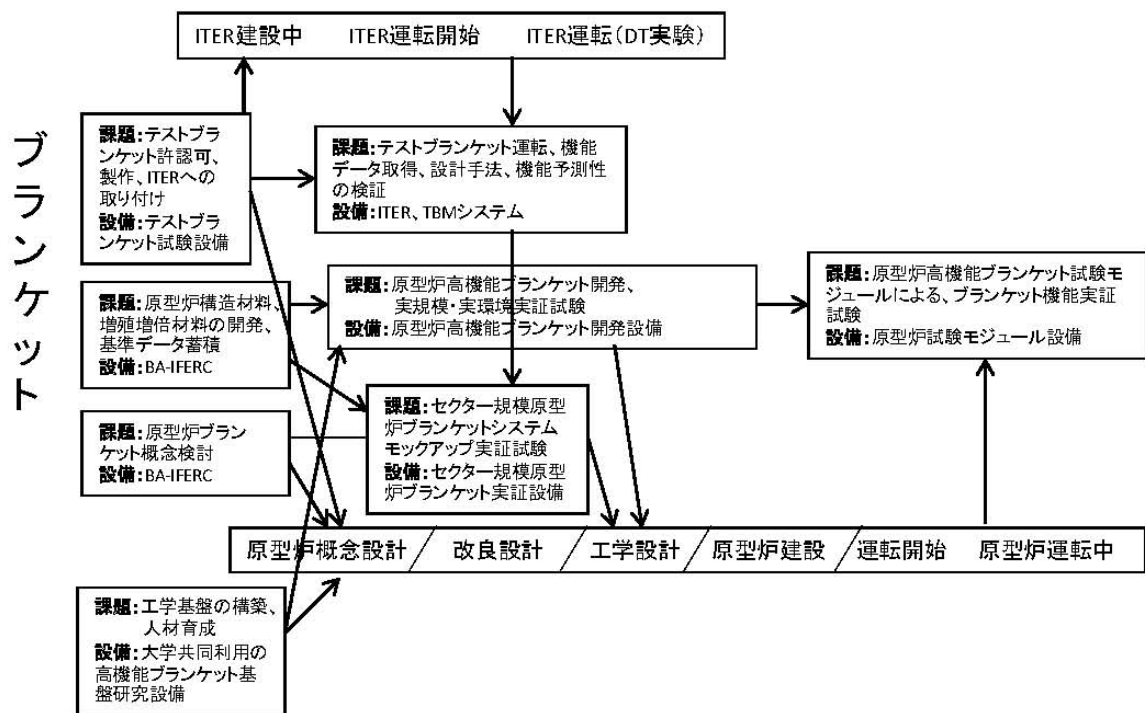 ITER建設中　ITER運転開始　ITER運転(DT実験)
ブランケット
課題:テストブラ
ンケット許認可、
製作、ITERへの
取り付け
設備:テストブラ
ンケット試験設備
課題:テストブランケット運転、機能
データ取得、設計手法、機能予測性
の検証
設備:ITER、TBMシステム
課題:原型炉構造材料、
増殖増倍材料の開発、
基準データ蓄積
設備:BA-IFERC
課題:原型炉高機能ブランケット開発、
実規模・実環境実証試験
設備:原型炉高機能ブランケット開発設備
課題:原型炉高機能ブランケット試験モ
ジュールによる、ブランケット機能実証
試験
設備:原型炉試験モジュール設備
課題:原型炉ブラン
ケット概念検討
設備:BA-IFERC
課題:セクター規模原型
炉ブランケットシステム
モックアップ実証試験
設備:セクター規模原型
炉ブランケット実証設備
原型炉概念設計/改良設計/工学設計/原型炉建設/運転開始　原型炉運転中
課題:工学基盤の構築、
人材育成
設備:大学共同利用の
高機能ブランケット基
盤研究設備